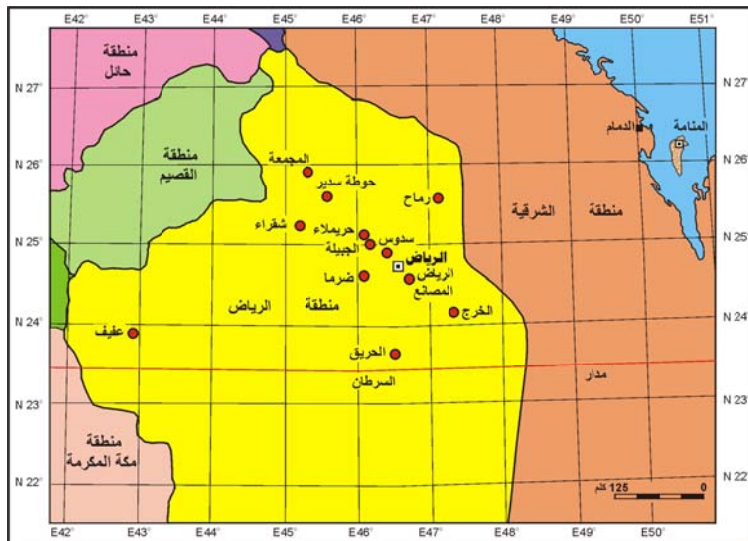 E42° E43° E44° E45° E46° E47° E48° E49° E50° E51°
منطقة
حائل
N 27°
N 27°
المنامة
الدمام
N 26°
N 26°
منطقة
القصيم
المجمعة
حوطة سدير
رماح
منطقة الشرقية
شقراء
حريملاء
سدوس
الجبيلة
N 25°
N 25°
الرياض
الرياض
المصانع
ضرما
منطقة الرياض
الخرج
N 24°
N 24°
عفيف
الحريق
مدار
السرطان
N 23°
N 23°
منطقة
مكة المكرمة
N 22°
N 22°
125 كلم 0
E42° E43° E44° E45° E46° E47° E48° E49° E50°